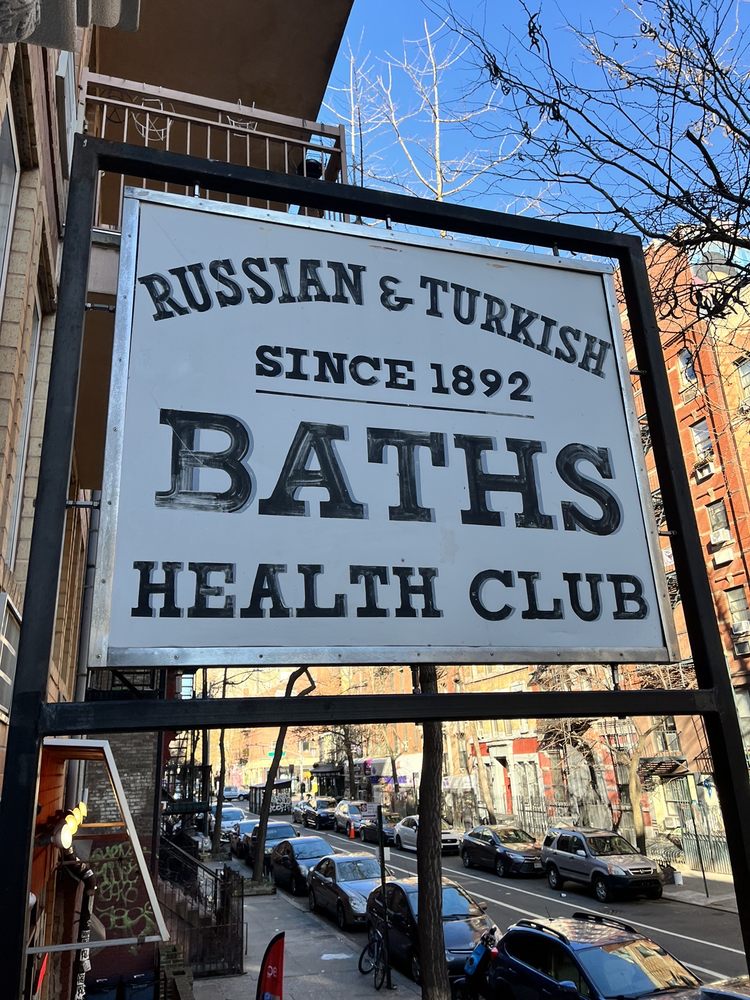 RUSSIAN & TURKISH
SINCE 1892
BATHS
HEALTH CLUB